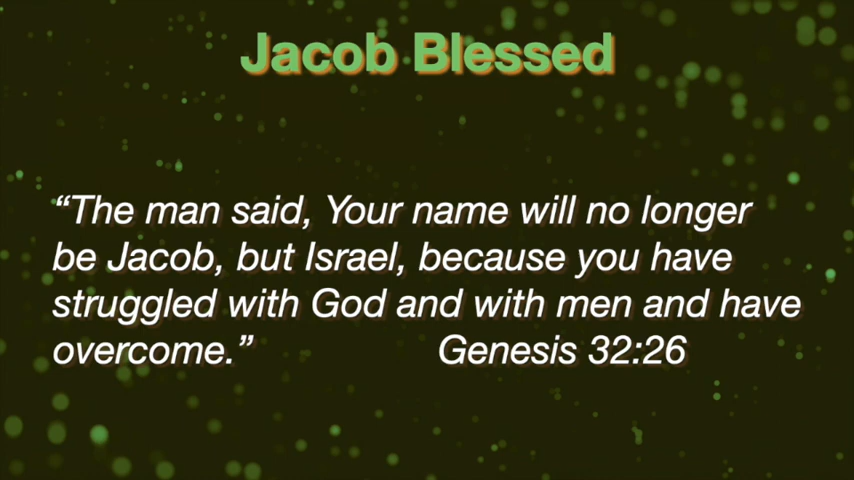 Jacob Blessed
“The man said, Your name will no longer
be Jacob, but Israel, because you have
struggled with God and with men and have
overcome.” Genesis 32:26